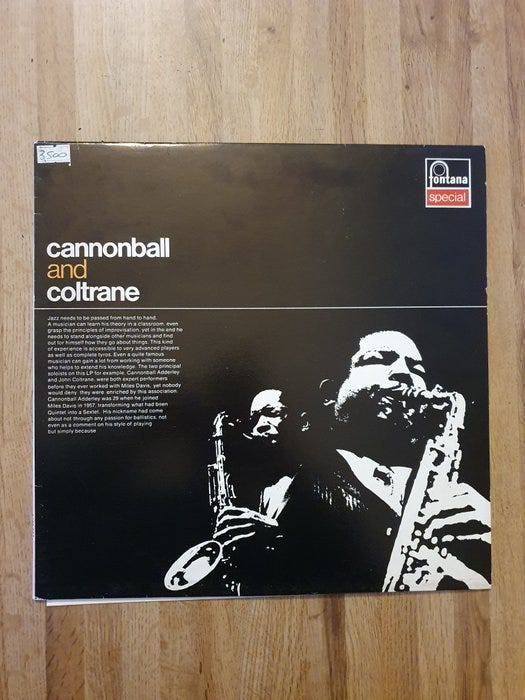 3,500
fontana
special
cannonball
and
coltrane
Jazz needs to be passed from hand to hand.
A musician can learn his theory in a classroom, even
grasp the principles of improvisation, yet in the end he
needs to stand alongside other musicians and find
out for himself how they go about things. This kind
of experience is accessible to very advanced players
as well as complete tyros. Even a quite famous
musician can gain a lot from working with someone
who helps to extend his knowledge. The two principal
soloists on this LP for example, Cannonball Adderley
and John Coltrane, were both expert performers
before they ever worked with Miles Davis, yet nobody
would deny they were enriched by this association.
Cannonball Adderley was 29 when he joined
Miles Davis in 1957, transforming what had been
Quintet into a Sextet. His nickname had come
about not through any passion for ballistics, not
even as a comment on his style of playing
but simply because